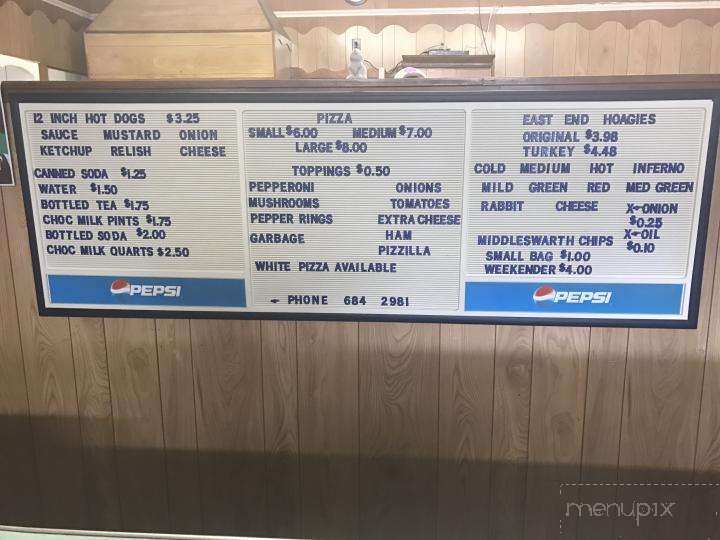 12 INCH HOT DOGS $3.25
SAUCE MUSTARD ONION
KETCHUP RELISH CHEESE
CANNED SODA $1.25
WATER $1.50
BOTTLED TEA $1.75
CHOC MILK PINTS $1.75
BOTTLED SODA $2.00
CHOC MILK QUARTS $2.50
PEPSI
PIZZA
SMALL $6.00 MEDIUM $7.00
LARGE $8.00
TOPPINGS $0.50
PEPPERONI ONIONS
MUSHROOMS TOMATOES
PEPPER RINGS EXTRA CHEESE
GARBAGE HAM
PIZZILLA
WHITE PIZZA AVAILABLE
PHONE 684 2981
EAST END HOAGIES
ORIGINAL $3.98
TURKEY $4.48
COLD MEDIUM HOT INFERNO
MILD GREEN RED MED GREEN
RABBIT CHEESE X-ONION
$0.25
MIDDLESWARTH CHIPS X-OIL
SMALL BAG $1.00 $0.10
WEEKENDER $4.00
PEPSI
menupix